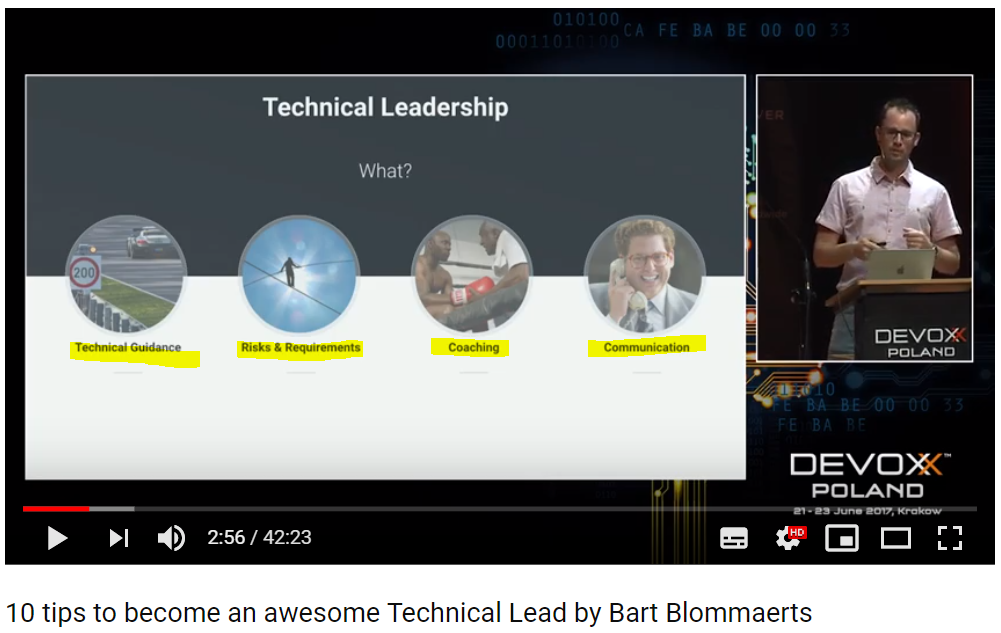 010100
00011010100
CA FE BA BE 00 00 33
Technical Leadership
What?
200
Technical Guidance
Risks & Requirements
Coaching
Communication
DEVOXX
POLAND
FE BA BE 00 00 33
FE BA BE
DEVOXX™
POLAND
21-23 June 2017, Krakow
2:56 / 42:23
HD
10 tips to become an awesome Technical Lead by Bart Blommaerts